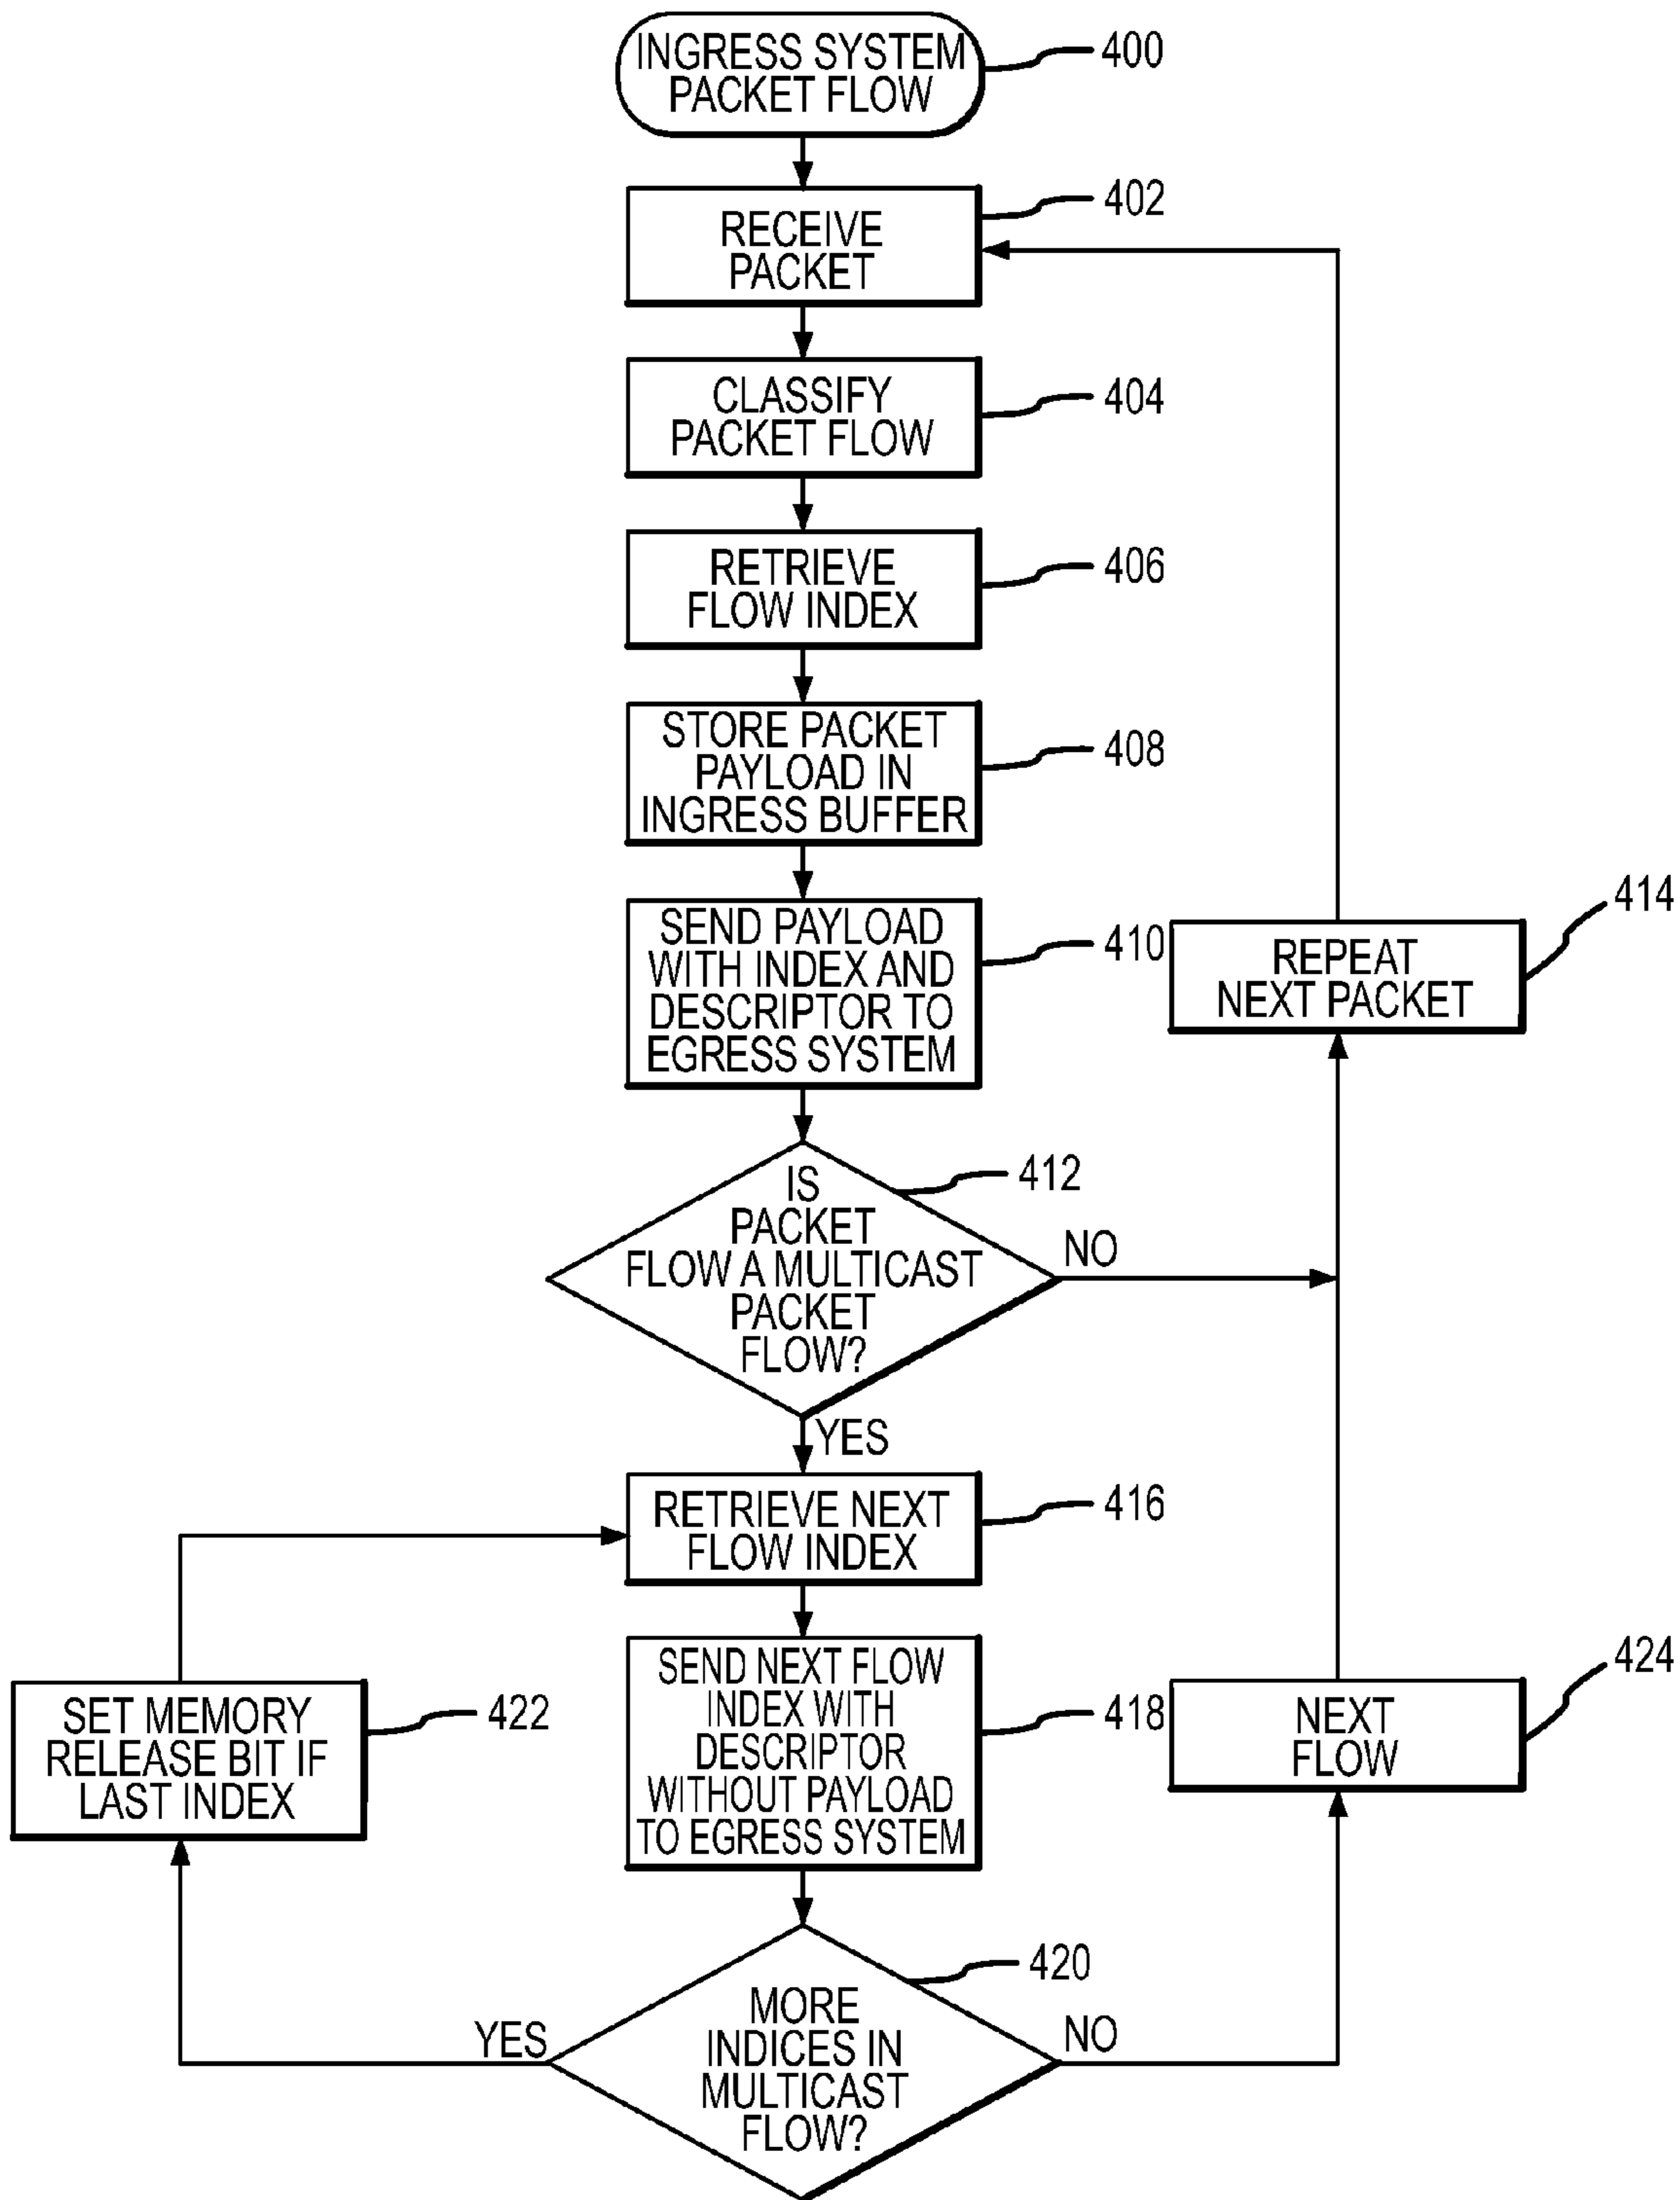 INGRESS SYSTEM
PACKET FLOW
400
RECEIVE
PACKET
402
CLASSIFY
PACKET FLOW
404
RETRIEVE
FLOW INDEX
406
STORE PACKET
PAYLOAD IN
INGRESS BUFFER
408
SEND PAYLOAD
WITH INDEX AND
DESCRIPTOR TO
EGRESS SYSTEM
410
REPEAT
NEXT PACKET
414
IS
PACKET
FLOW A MULTICAST
PACKET
FLOW?
412
NO
YES
RETRIEVE NEXT
FLOW INDEX
416
SEND NEXT FLOW
INDEX WITH
DESCRIPTOR
WITHOUT PAYLOAD
TO EGRESS SYSTEM
418
SET MEMORY
RELEASE BIT IF
LAST INDEX
422
NEXT
FLOW
424
MORE
INDICES IN
MULTICAST
FLOW?
420
YES
NO